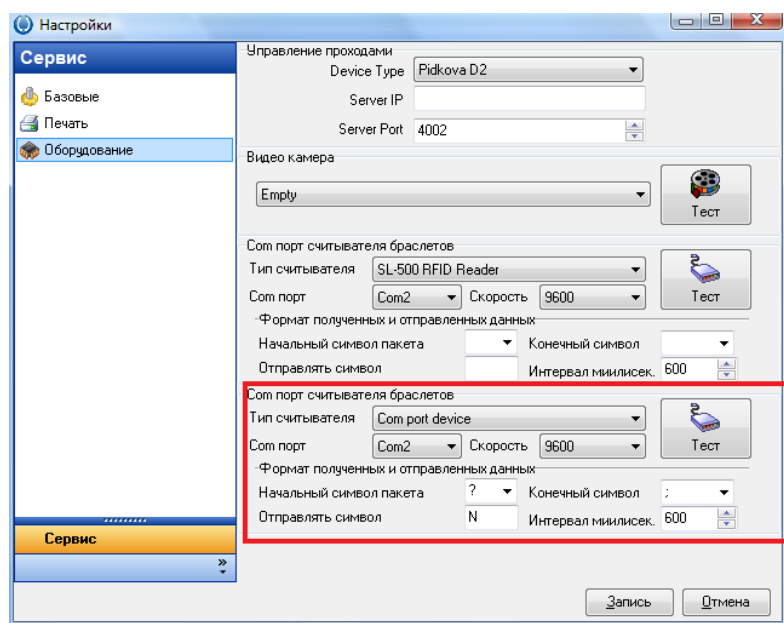 Настройки
Сервис
Базовые
Печать
Оборудование
Сервис
Управление проходами
Device Type Pidkova D2
Server IP
Server Port 4002
Видео камера
Empty
Тест
Com порт считывателя браслетов
Тип считывателя SL-500 RFID Reader
Com порт Com2 Скорость 9600
Тест
Формат полученных и отправленных данных
Начальный символ пакета Конечный символ
Отправлять символ Интервал миилисек. 600
Com порт считывателя браслетов
Тип считывателя Com port device
Com порт Com2 Скорость 9600
Тест
Формат полученных и отправленных данных
Начальный символ пакета ? Конечный символ ;
Отправлять символ N Интервал миилисек. 600
Запись Отмена